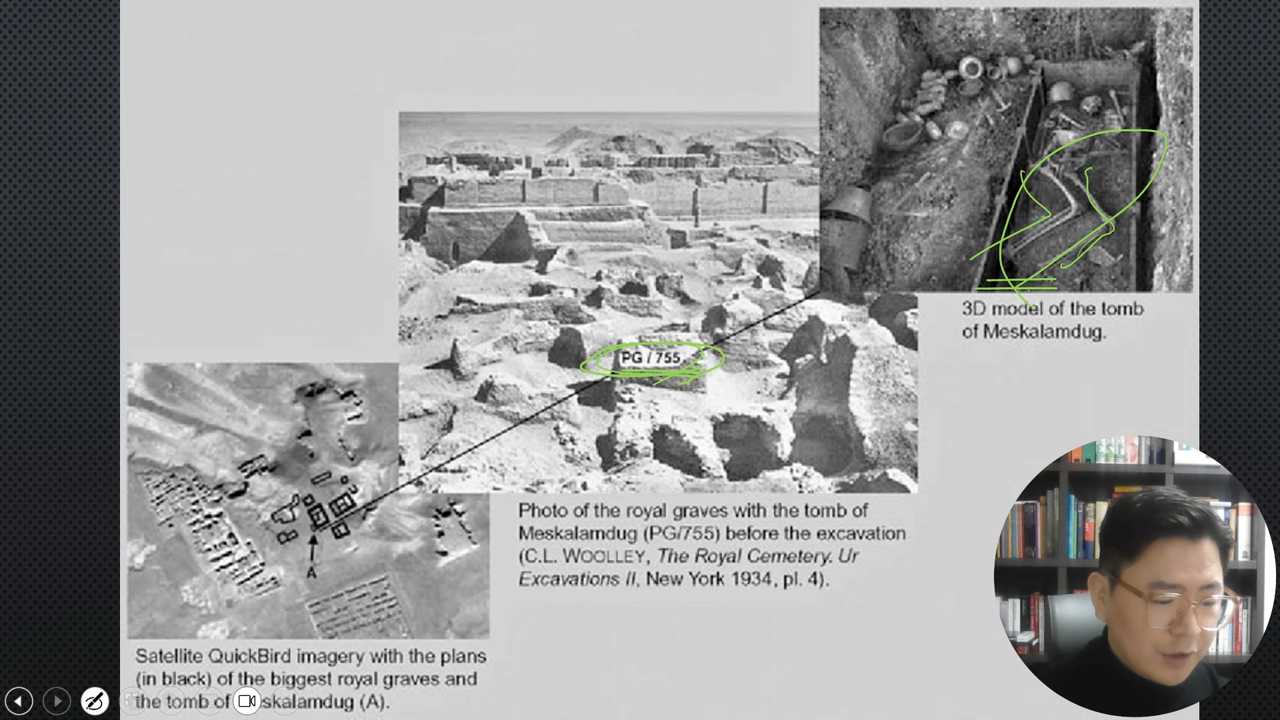 PG / 755
3D model of the tomb
of Meskalamdug.
Photo of the royal graves with the tomb of
Meskalamdug (PG/755) before the excavation
(C.L. WOOLLEY, The Royal Cemetery. Ur
Excavations II, New York 1934, pl. 4).
A
Satellite QuickBird imagery with the plans
(in black) of the biggest royal graves and
the tomb of skalamdug (A).